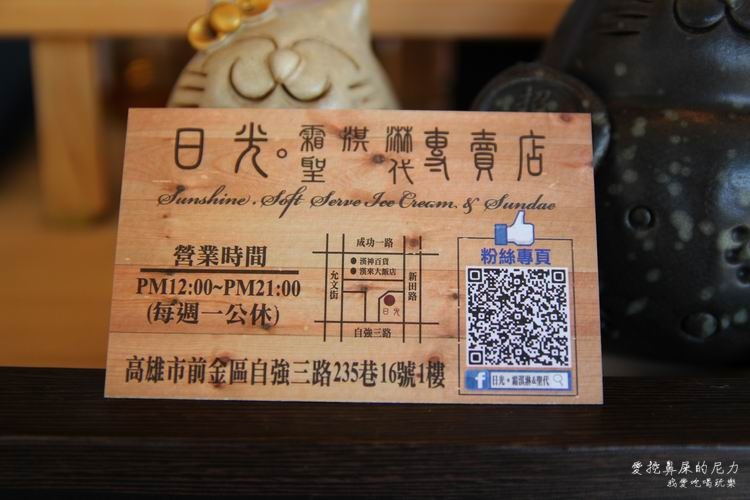 日光。霜淇淋聖代專賣店
Sunshine. Soft Serve Ice Cream & Sundae
營業時間
PM12:00~PM21:00
(每週一公休)
成功一路
漢神百貨
漢來大飯店
允文街
新田路
日光
自強三路
粉絲專頁
f 日光。霜淇淋&聖代
高雄市前金區自強三路235巷16號1樓
愛挖鼻屎的尼力
我愛吃喝玩樂